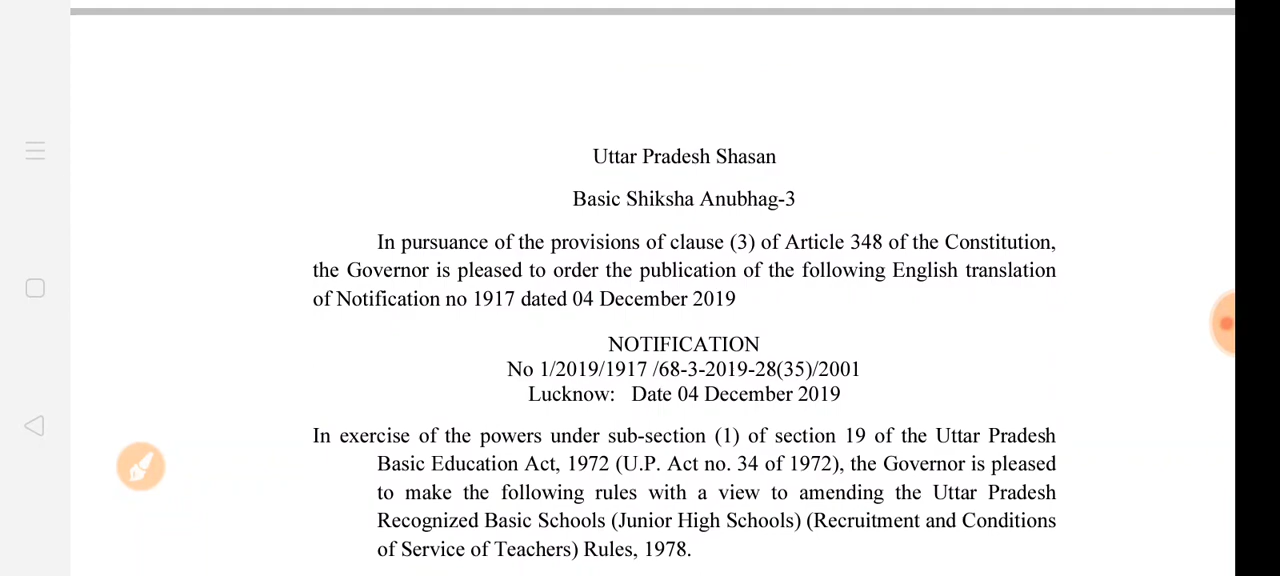 Uttar Pradesh Shasan
Basic Shiksha Anubhag-3
In pursuance of the provisions of clause (3) of Article 348 of the Constitution,
the Governor is pleased to order the publication of the following English translation
of Notification no 1917 dated 04 December 2019
NOTIFICATION
No 1/2019/1917 /68-3-2019-28(35)/2001
Lucknow: Date 04 December 2019
In exercise of the powers under sub-section (1) of section 19 of the Uttar Pradesh
Basic Education Act, 1972 (U.P. Act no. 34 of 1972), the Governor is pleased
to make the following rules with a view to amending the Uttar Pradesh
Recognized Basic Schools (Junior High Schools) (Recruitment and Conditions
of Service of Teachers) Rules, 1978.